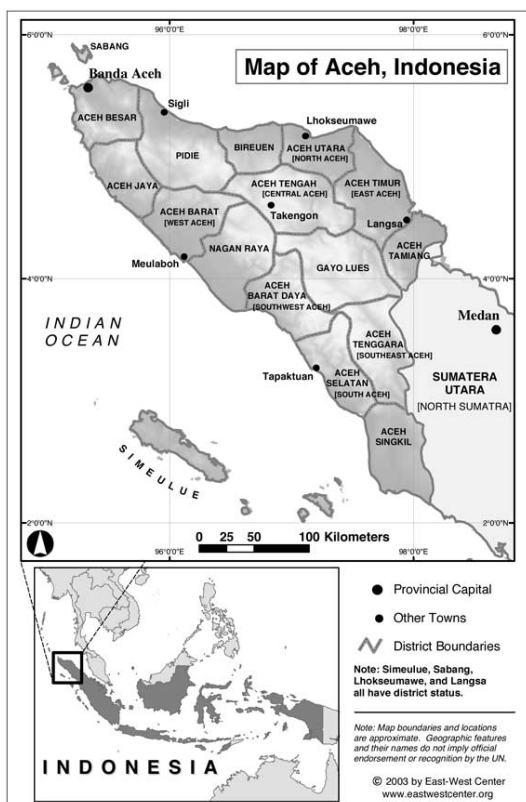 6°0'0"N
96°0'0"E
98°0'0"E
Map of Aceh, Indonesia
SABANG
Banda Aceh
Sigli
Lhokseumawe
ACEH BESAR
PIDIE
BIREUEN
ACEH UTARA
[NORTH ACEH]
ACEH JAYA
ACEH TENGAH
[CENTRAL ACEH]
ACEH TIMUR
[EAST ACEH]
Takengon
ACEH BARAT
[WEST ACEH]
Langsa
NAGAN RAYA
ACEH
TAMIANG
Meulaboh
GAYO LUES
4°0'0"N
4°0'0"N
ACEH
BARAT DAYA
[SOUTHWEST ACEH]
Medan
INDIAN
OCEAN
ACEH
TENGGARA
[SOUTHEAST ACEH]
Tapaktuan
ACEH
SELATAN
[SOUTH ACEH]
SUMATERA
UTARA
[NORTH SUMATRA]
ACEH
SINGKIL
SIMEULUE
2°0'0"N
2°0'0"N
0 25 50 100 Kilometers
96°0'0"E
98°0'0"E
Provincial Capital
Other Towns
District Boundaries
Note: Simeulue, Sabang,
Lhokseumawe, and Langsa
all have district status.
Note: Map boundaries and locations
are approximate. Geographic features
and their names do not imply official
endorsement or recognition by the UN.
INDONESIA
© 2003 by East-West Center
www.eastwestcenter.org